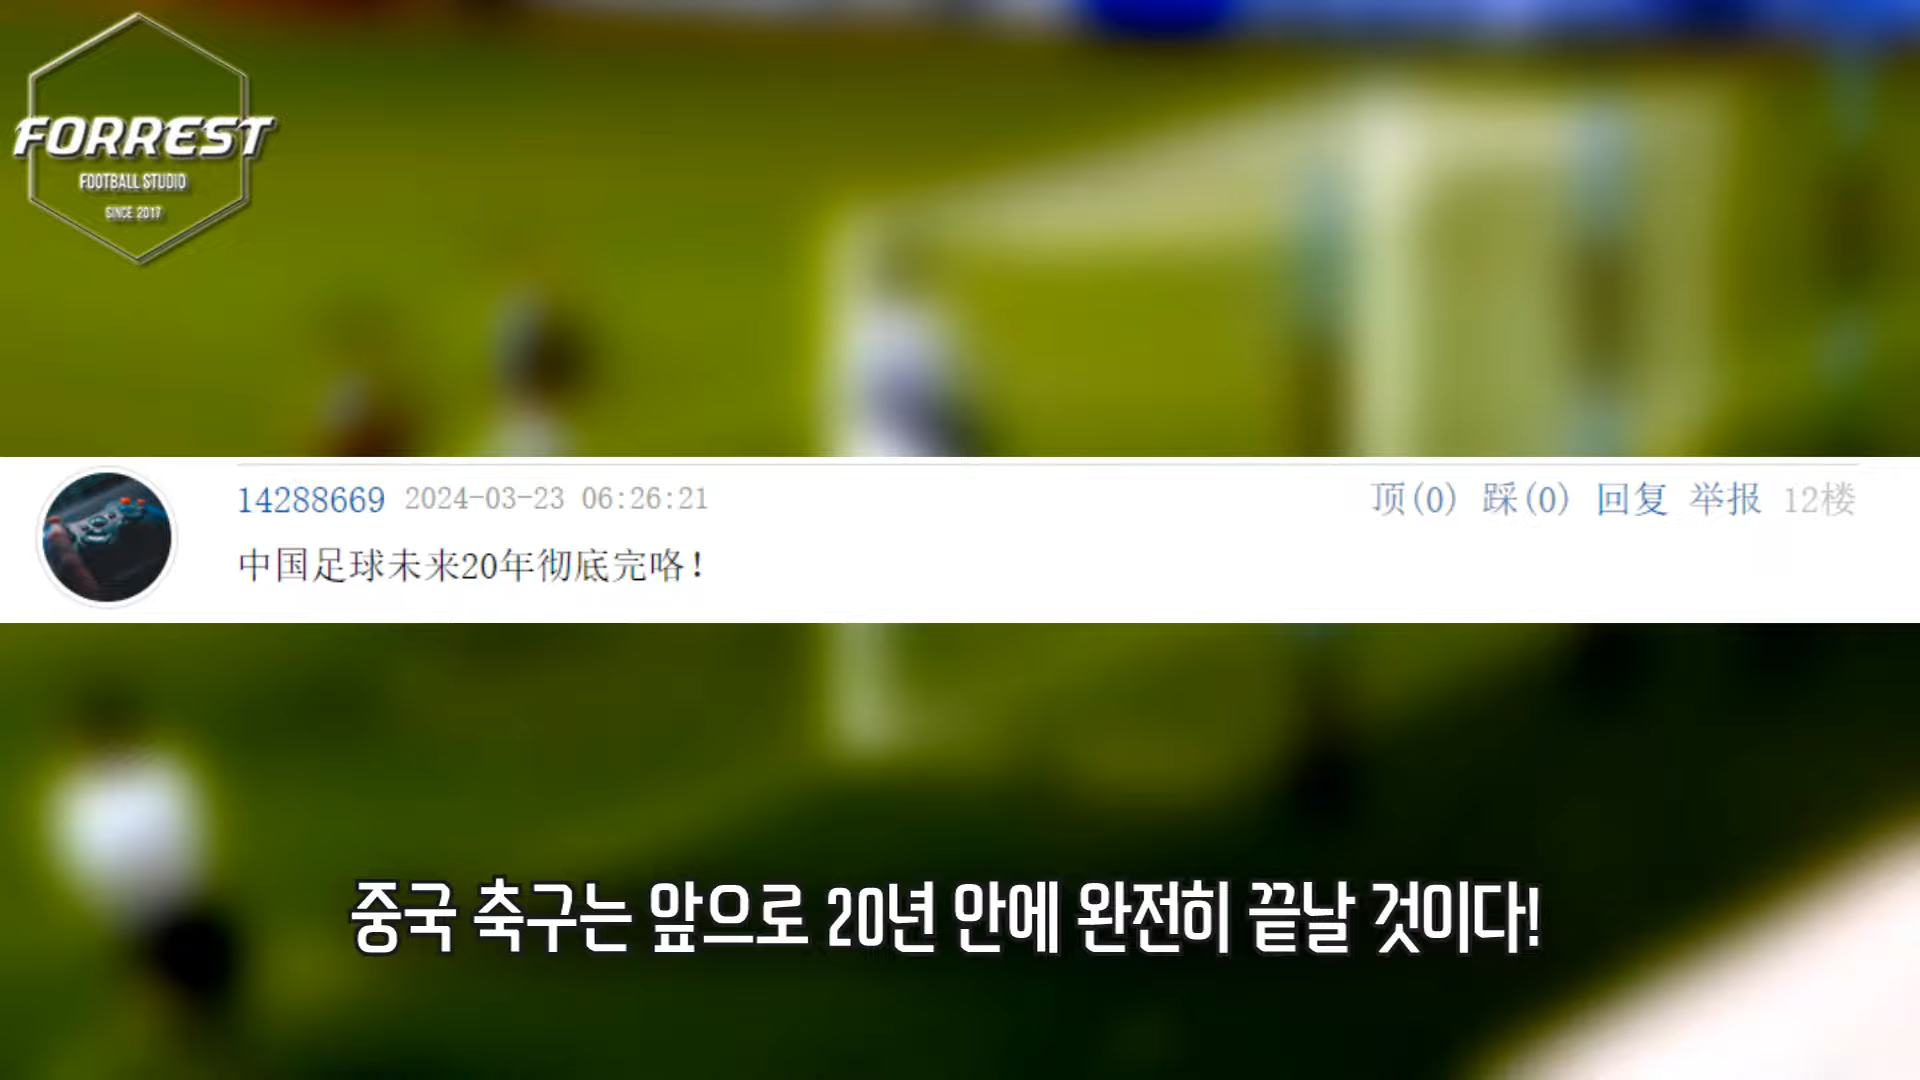 FORREST
FOOTBALL STUDIO
SINCE 2017
14288669 2024-03-23 06:26:21 顶(0) 踩(0) 回复 举报 12楼
中国足球未来20年彻底完咯！
중국 축구는 앞으로 20년 안에 완전히 끝날 것이다!